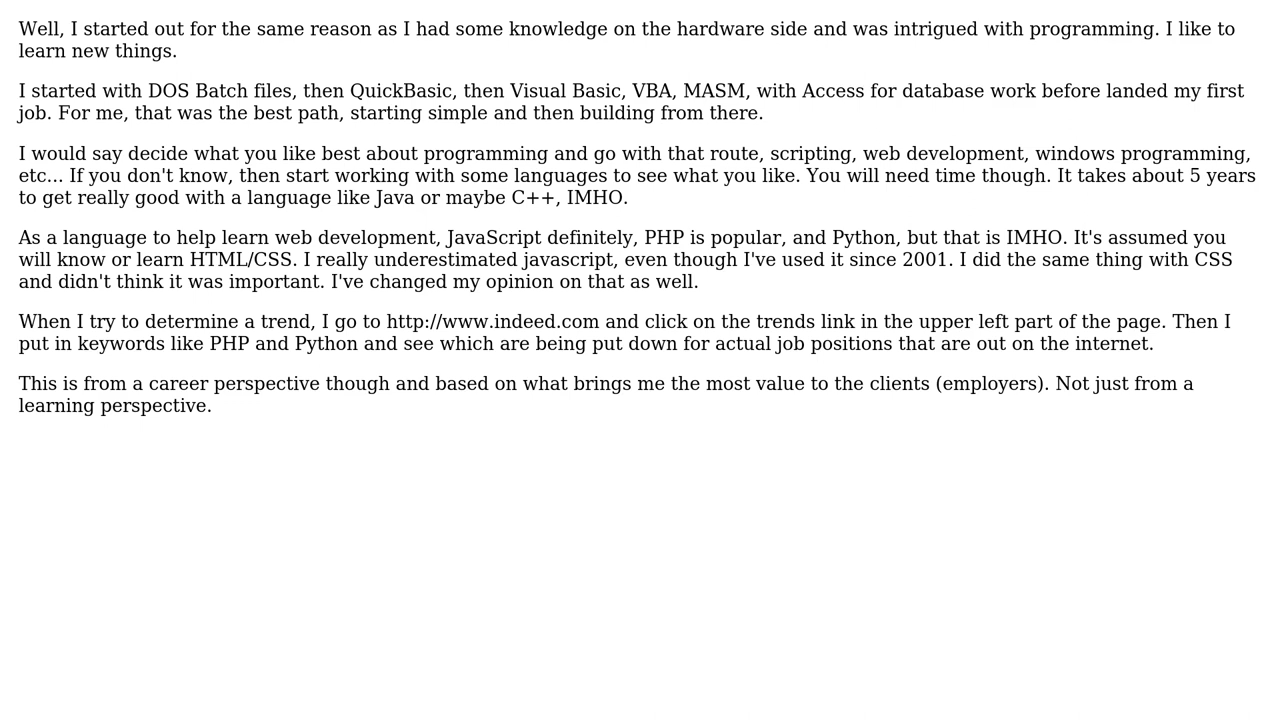 Well, I started out for the same reason as I had some knowledge on the hardware side and was intrigued with programming. I like to
learn new things.
I started with DOS Batch files, then QuickBasic, then Visual Basic, VBA, MASM, with Access for database work before landed my first
job. For me, that was the best path, starting simple and then building from there.
I would say decide what you like best about programming and go with that route, scripting, web development, windows programming,
etc... If you don't know, then start working with some languages to see what you like. You will need time though. It takes about 5 years
to get really good with a language like Java or maybe C++, IMHO.
As a language to help learn web development, JavaScript definitely, PHP is popular, and Python, but that is IMHO. It's assumed you
will know or learn HTML/CSS. I really underestimated javascript, even though I've used it since 2001. I did the same thing with CSS
and didn't think it was important. I've changed my opinion on that as well.
When I try to determine a trend, I go to http://www.indeed.com and click on the trends link in the upper left part of the page. Then I
put in keywords like PHP and Python and see which are being put down for actual job positions that are out on the internet.
This is from a career perspective though and based on what brings me the most value to the clients (employers). Not just from a
learning perspective.